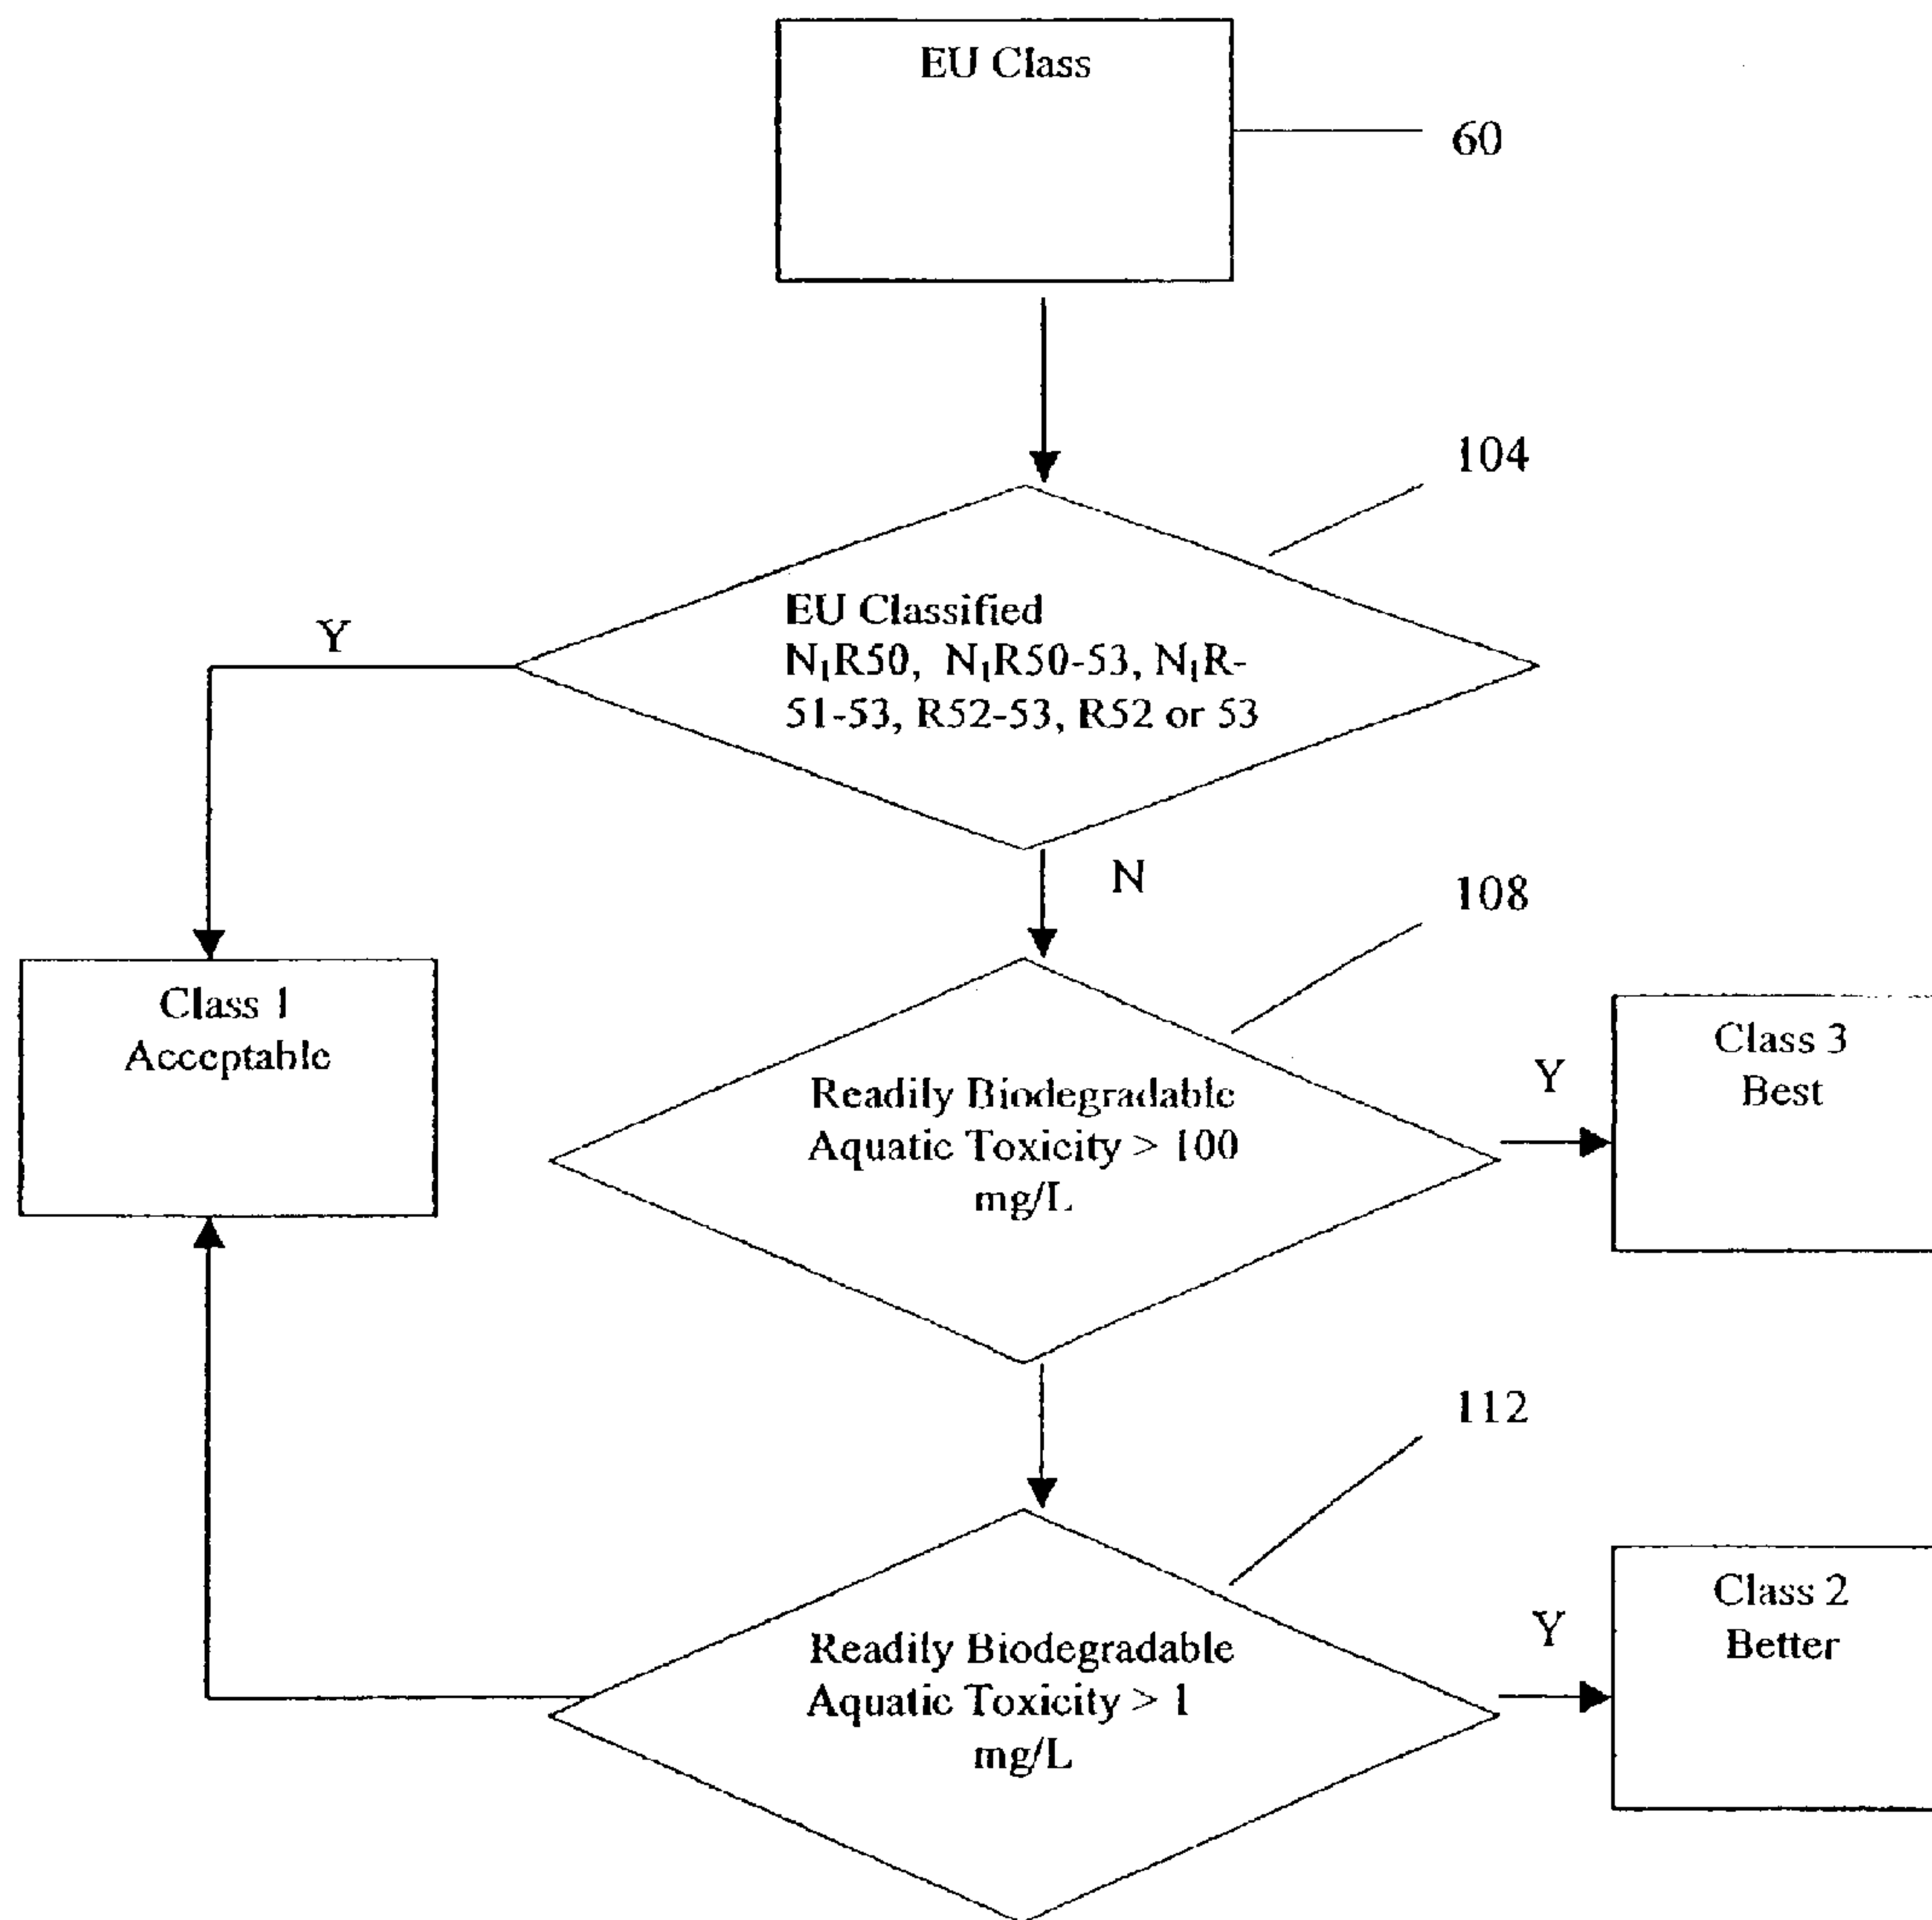 EU Class
60
104
EU Classified
N₁R50, N₁R50-53, N₁R-
51-53, R52-53, R52 or 53
Y
N
108
Class 1
Acceptable
Readily Biodegradable
Aquatic Toxicity > 100
mg/L
Y
Class 3
Best
112
Readily Biodegradable
Aquatic Toxicity > 1
mg/L
Y
Class 2
Better